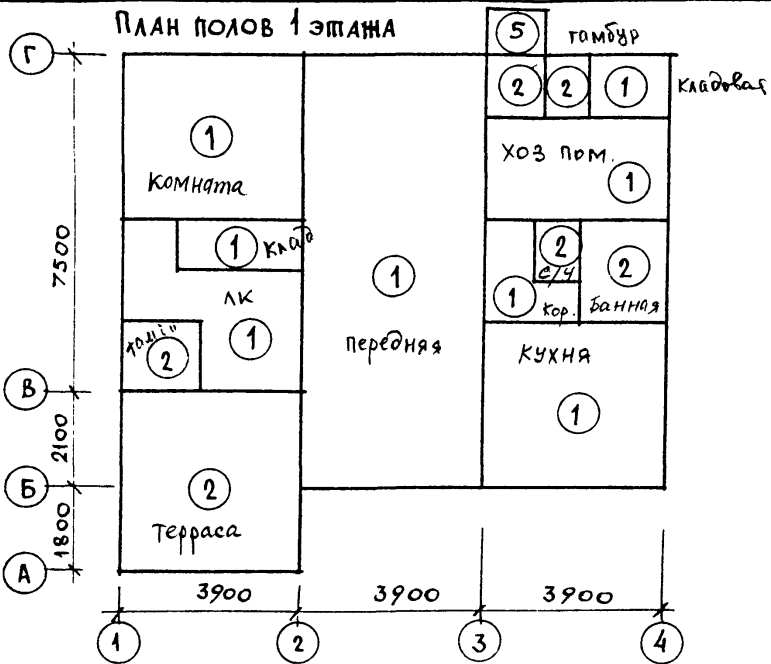 План полов 1 этажа
Г
5
тамбур
2
2
1
кладовая
1
комната
хоз пом.
1
1
клад
2
с/у
2
1
кор.
банная
7500
лк
1
2
1
передняя
кухня
1
В
2100
2
терраса
Б
1800
А
3900
3900
3900
1
2
3
4